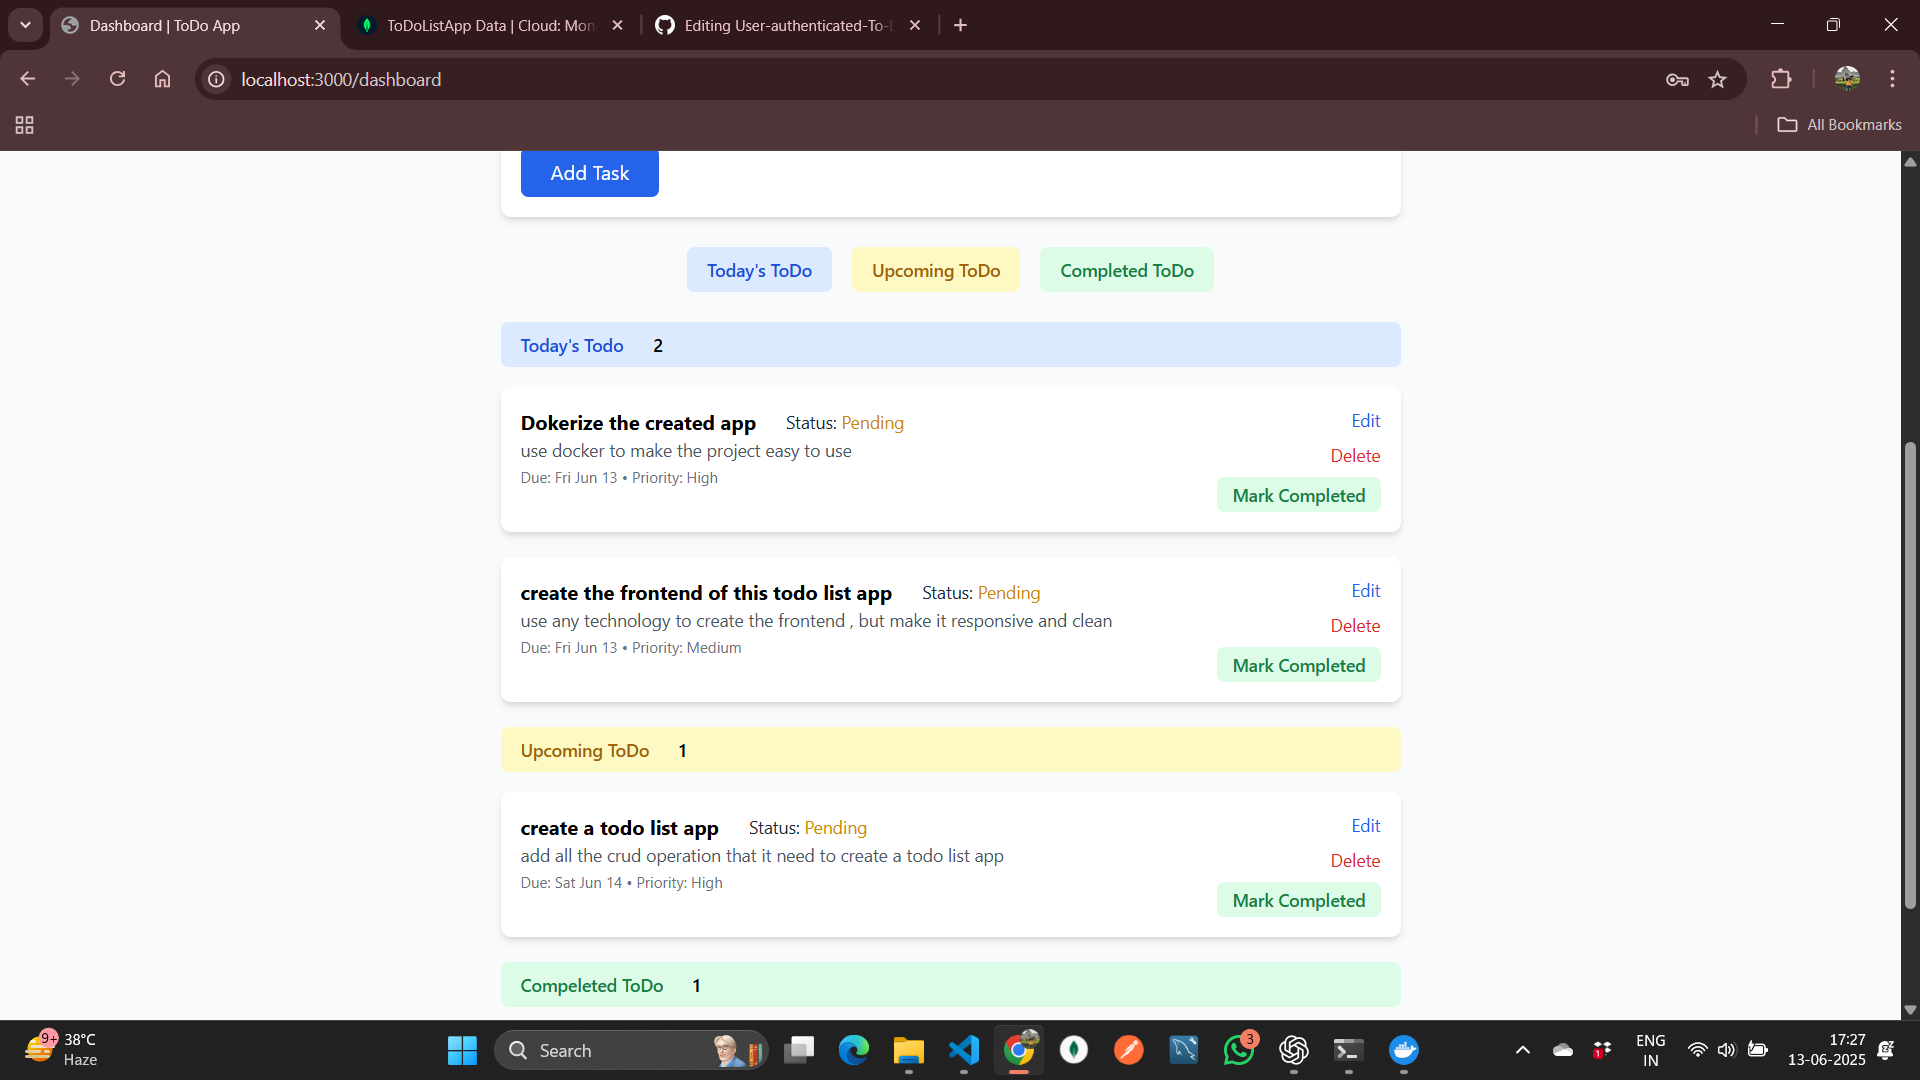 Dashboard | ToDo App
ToDoListApp Data | Cloud: Mon
Editing User-authenticated-To-
localhost:3000/dashboard
All Bookmarks
Add Task
Today's ToDo
Upcoming ToDo
Completed ToDo
Today's Todo 2
Dokerize the created app Status: Pending
Edit
use docker to make the project easy to use
Delete
Due: Fri Jun 13 • Priority: High
Mark Completed
create the frontend of this todo list app Status: Pending
Edit
use any technology to create the frontend , but make it responsive and clean
Delete
Due: Fri Jun 13 • Priority: Medium
Mark Completed
Upcoming ToDo 1
create a todo list app Status: Pending
Edit
add all the crud operation that it need to create a todo list app
Delete
Due: Sat Jun 14 • Priority: High
Mark Completed
Compeleted ToDo 1
9+
38°C
Haze
Search
3
1
ENG
IN
17:27
13-06-2025